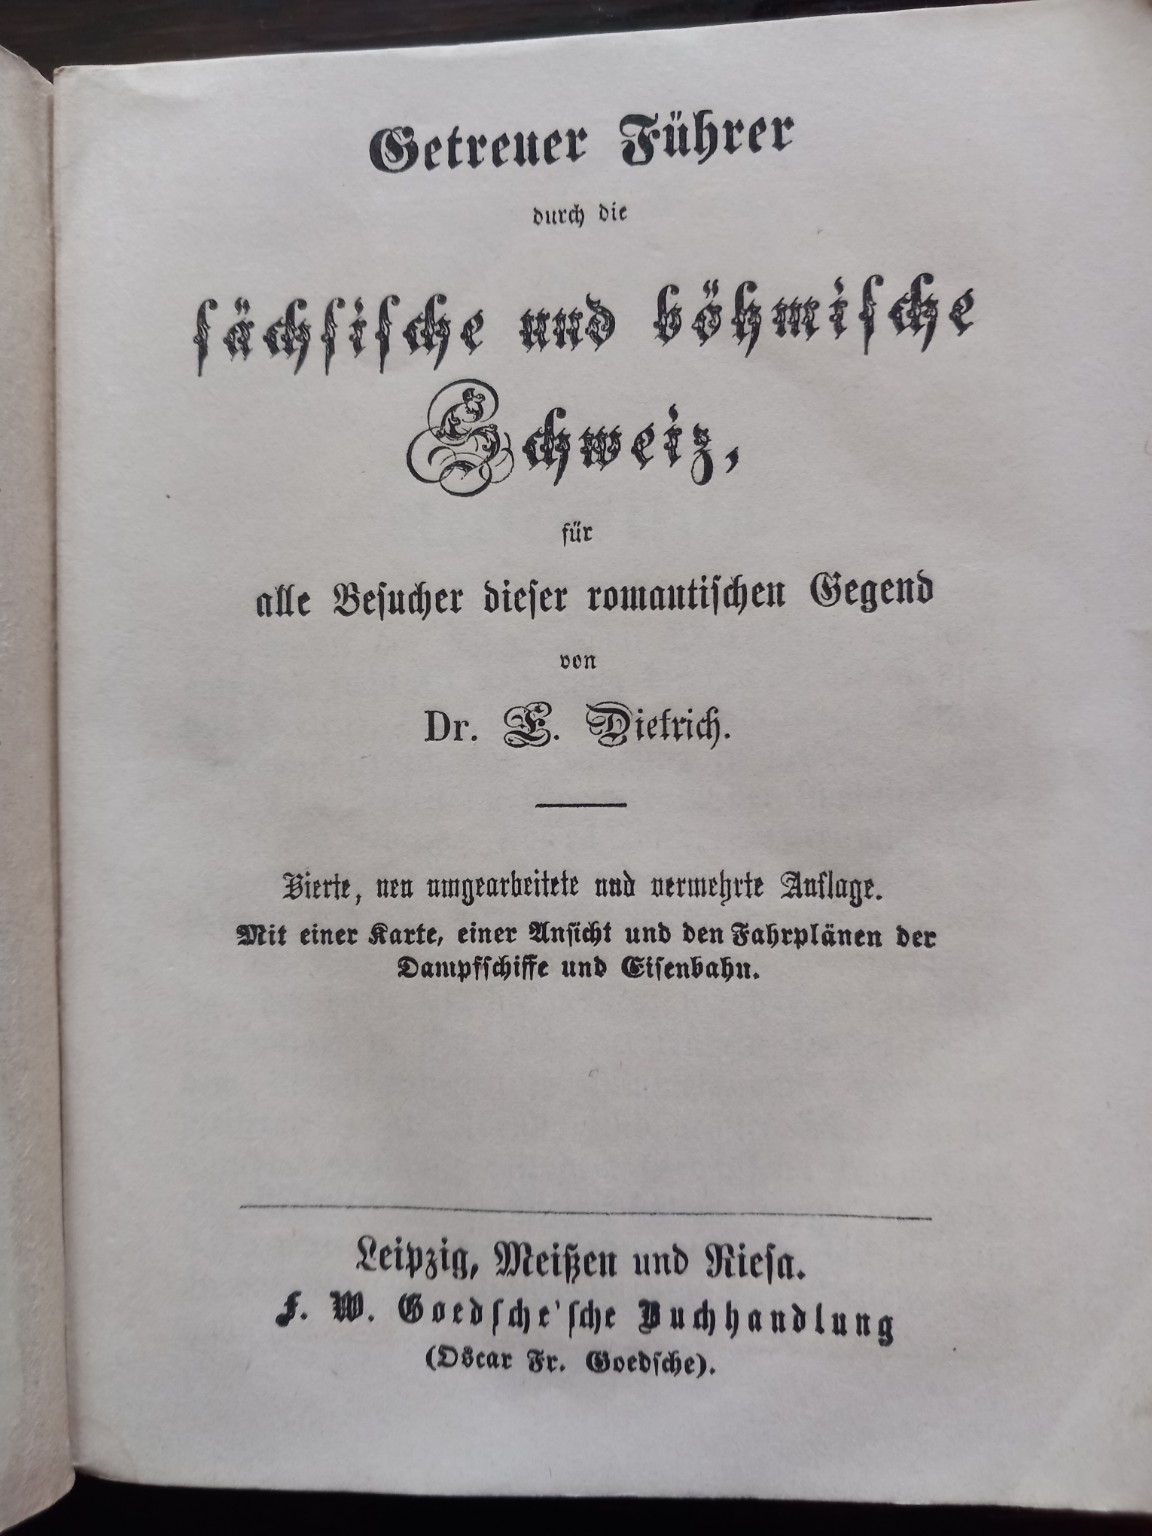 Getreuer Führer
durch die
ſächſiſche und böhmiſche
Schweiz,
für
alle Beſucher dieſer romantiſchen Gegend
von
Dr. E. Dietrich.
Vierte, neu umgearbeitete und vermehrte Auflage.
Mit einer Karte, einer Anſicht und den Fahrplänen der
Dampfſchiffe und Eiſenbahn.
Leipzig, Meißen und Rieſa.
F. W. Goedſche'ſche Buchhandlung
(Oscar Fr. Goedſche).